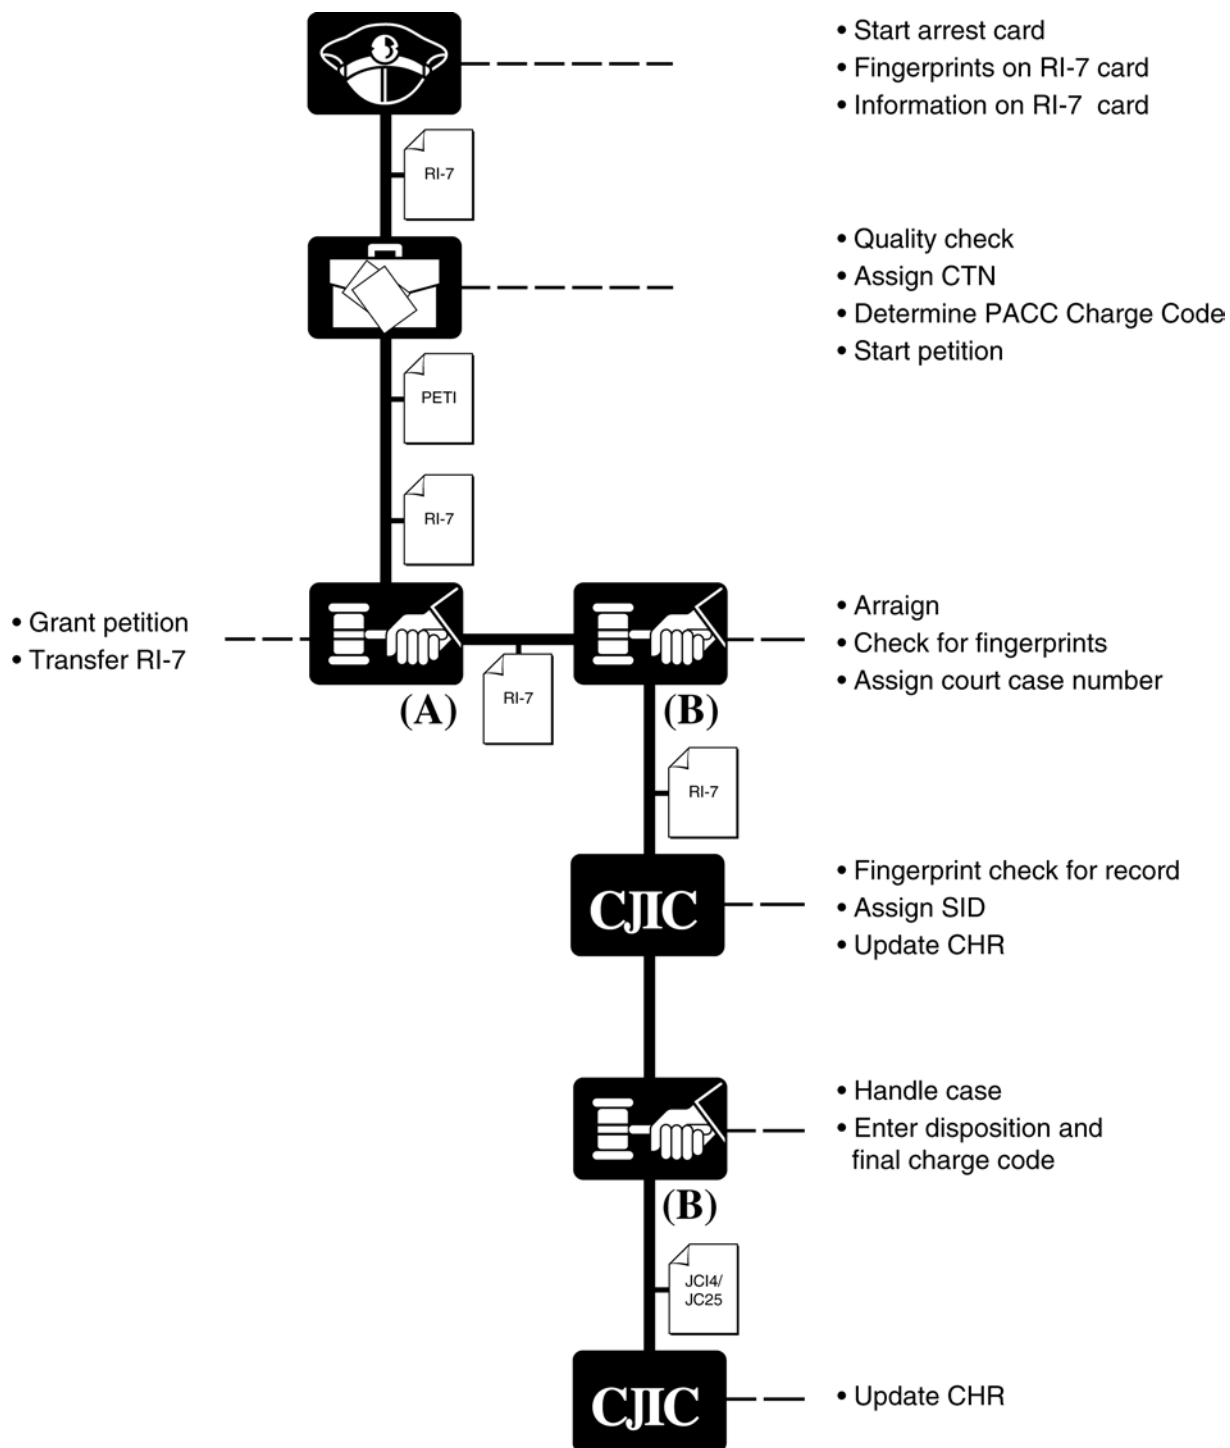 • Start arrest card
• Fingerprints on RI-7 card
• Information on RI-7 card
RI-7
• Quality check
• Assign CTN
• Determine PACC Charge Code
• Start petition
PETI
RI-7
• Grant petition
• Transfer RI-7
(A)
RI-7
(B)
• Arraign
• Check for fingerprints
• Assign court case number
RI-7
CJIC
• Fingerprint check for record
• Assign SID
• Update CHR
• Handle case
• Enter disposition and
final charge code
(B)
JCI4/
JC25
CJIC
• Update CHR